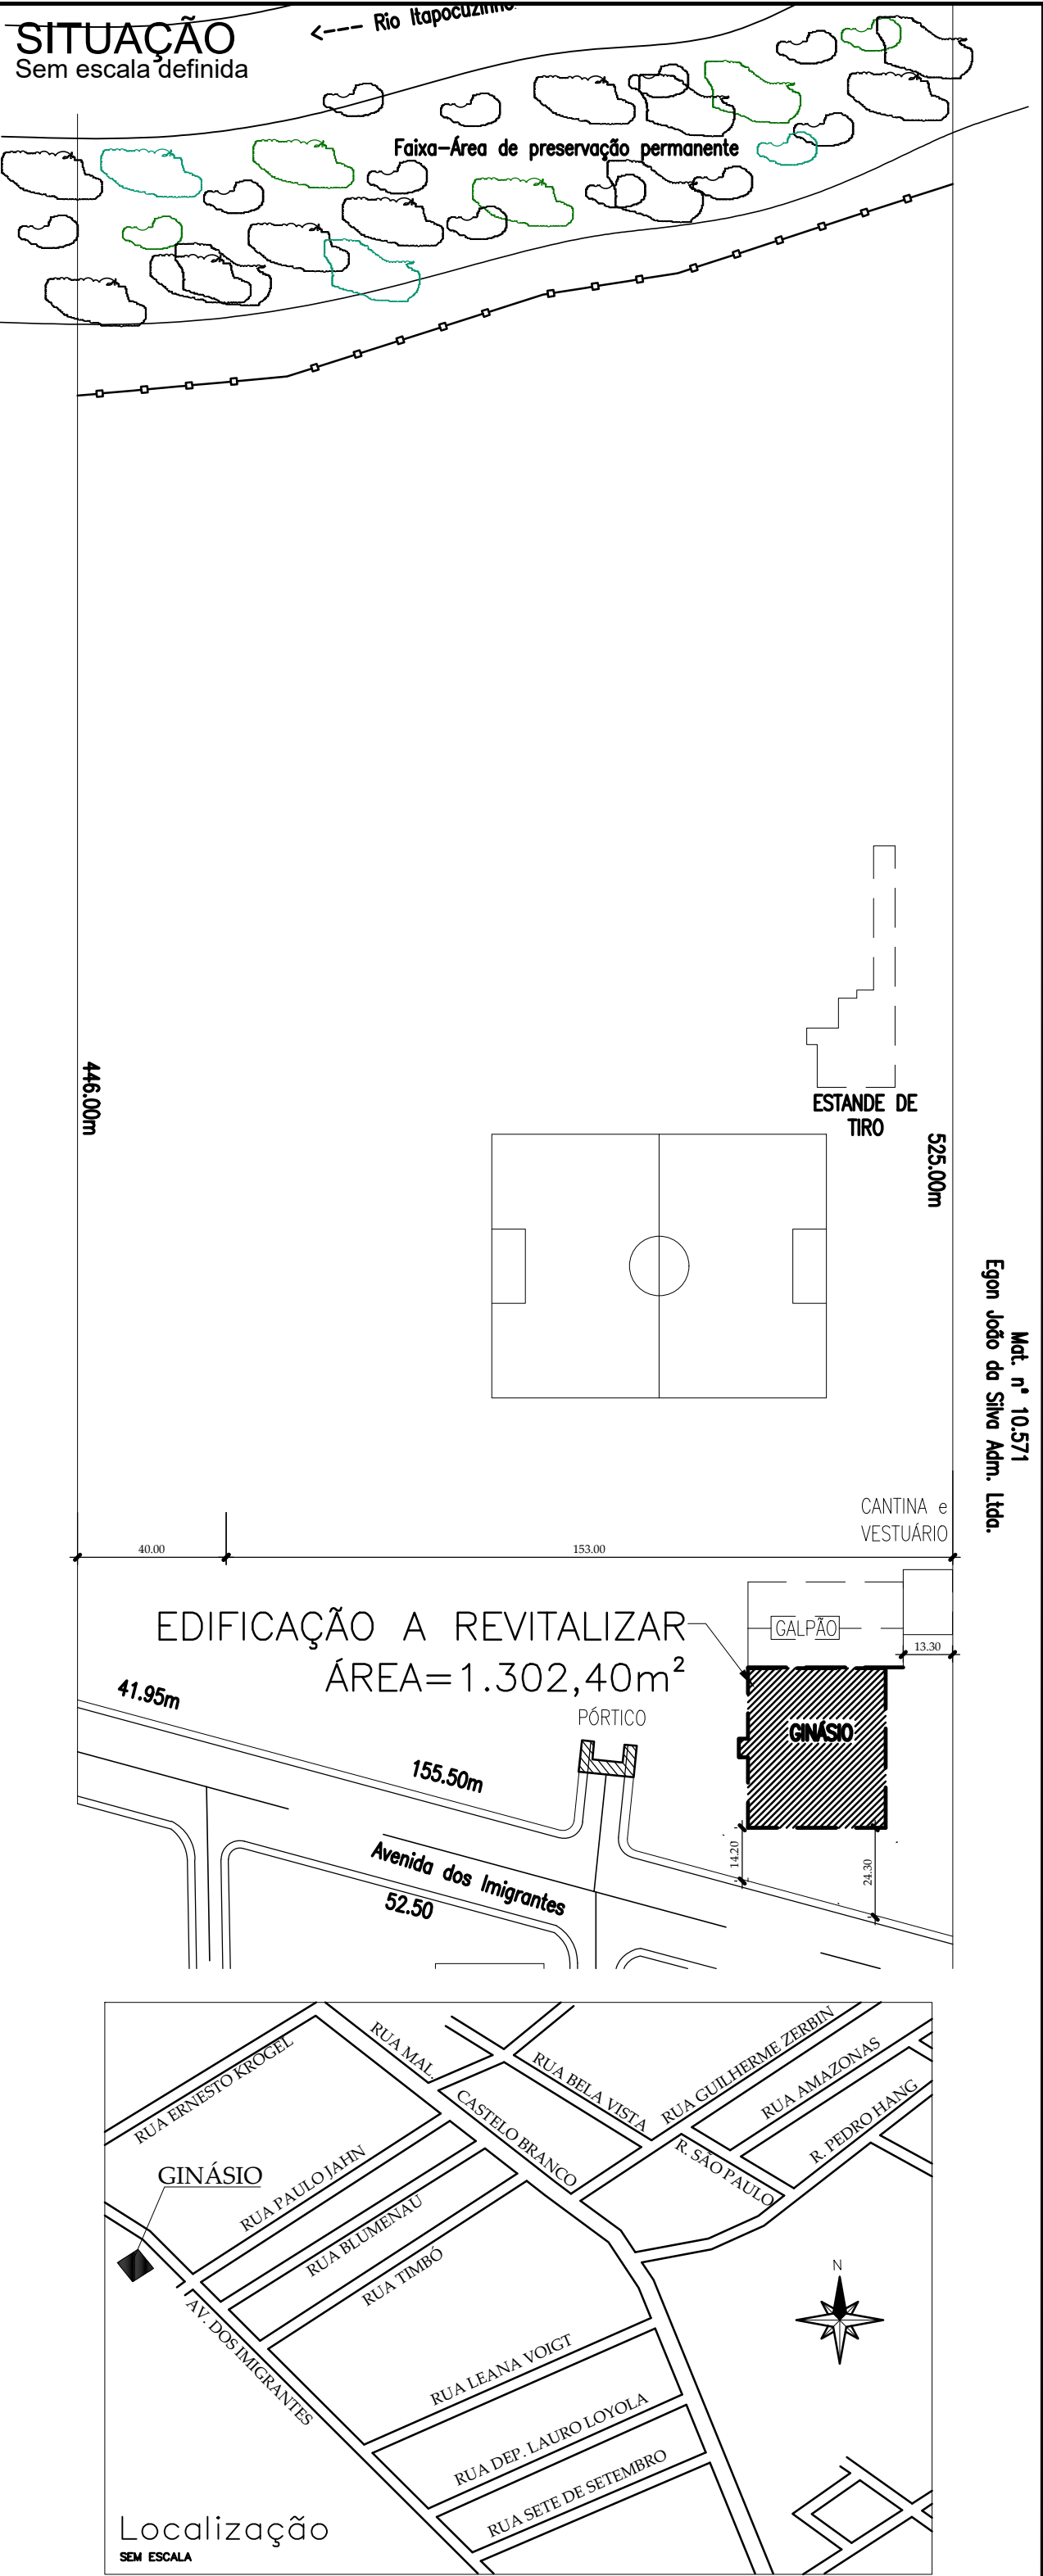 SITUAÇÃO
Sem escala definida
Rio Itapocuzinho
Faixa-Área de preservação permanente
446.00m
ESTANDE DE
TIRO
525.00m
Mat. nº 10.571
Egon João da Silva Adm. Ltda.
CANTINA e
VESTUÁRIO
40.00
153.00
EDIFICAÇÃO A REVITALIZAR
ÁREA=1.302,40m²
GALPÃO
13.30
41.95m
PÓRTICO
GINÁSIO
155.50m
14.20
24.30
Avenida dos Imigrantes
52.50
RUA ERNESTO KROGEL
RUA MAL.
CASTELO BRANCO
RUA BELA VISTA
RUA GUILHERME ZERBIN
RUA AMAZONAS
R. PEDRO HANG
R. SÃO PAULO
GINÁSIO
RUA PAULO JAHN
RUA BLUMENAU
RUA TIMBÓ
N
AV. DOS IMIGRANTES
RUA LEANA VOIGT
RUA DEP. LAURO LOYOLA
RUA SETE DE SETEMBRO
Localização
SEM ESCALA